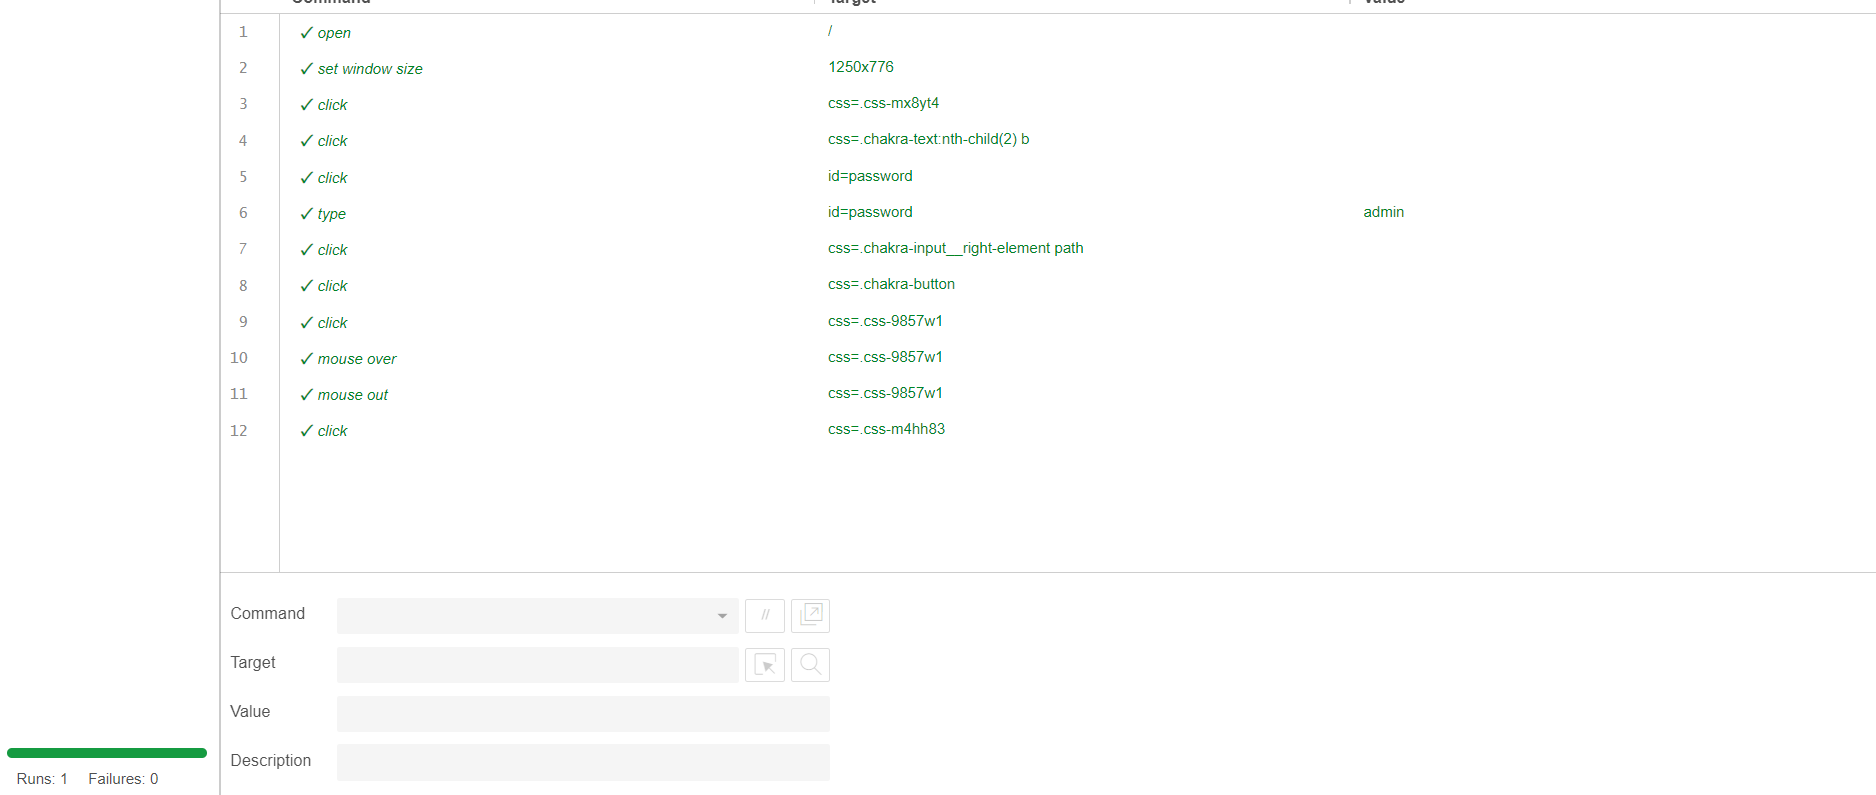 Command Target Value
1 ✓ open /
2 ✓ set window size 1250x776
3 ✓ click css=.css-mx8yt4
4 ✓ click css=.chakra-text:nth-child(2) b
5 ✓ click id=password
6 ✓ type id=password admin
7 ✓ click css=.chakra-input__right-element path
8 ✓ click css=.chakra-button
9 ✓ click css=.css-9857w1
10 ✓ mouse over css=.css-9857w1
11 ✓ mouse out css=.css-9857w1
12 ✓ click css=.css-m4hh83
Command //
Target
Value
Description
Runs: 1 Failures: 0